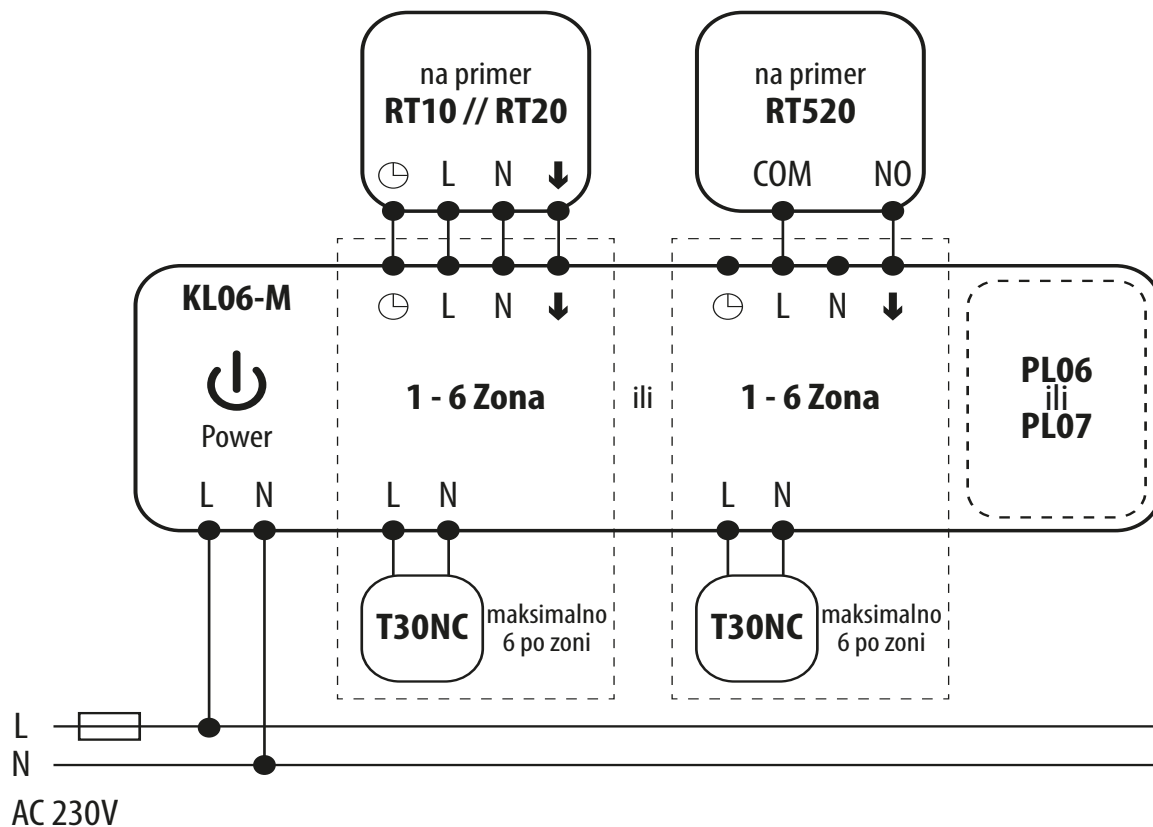 na primer
RT10 // RT20
L N
na primer
RT520
COM NO
KL06-M
Power
L N
L N
1 - 6 Zona
L N
T30NC
maksimalno
6 po zoni
ili
L N
1 - 6 Zona
L N
T30NC
maksimalno
6 po zoni
PL06
ili
PL07
L
N
AC 230V